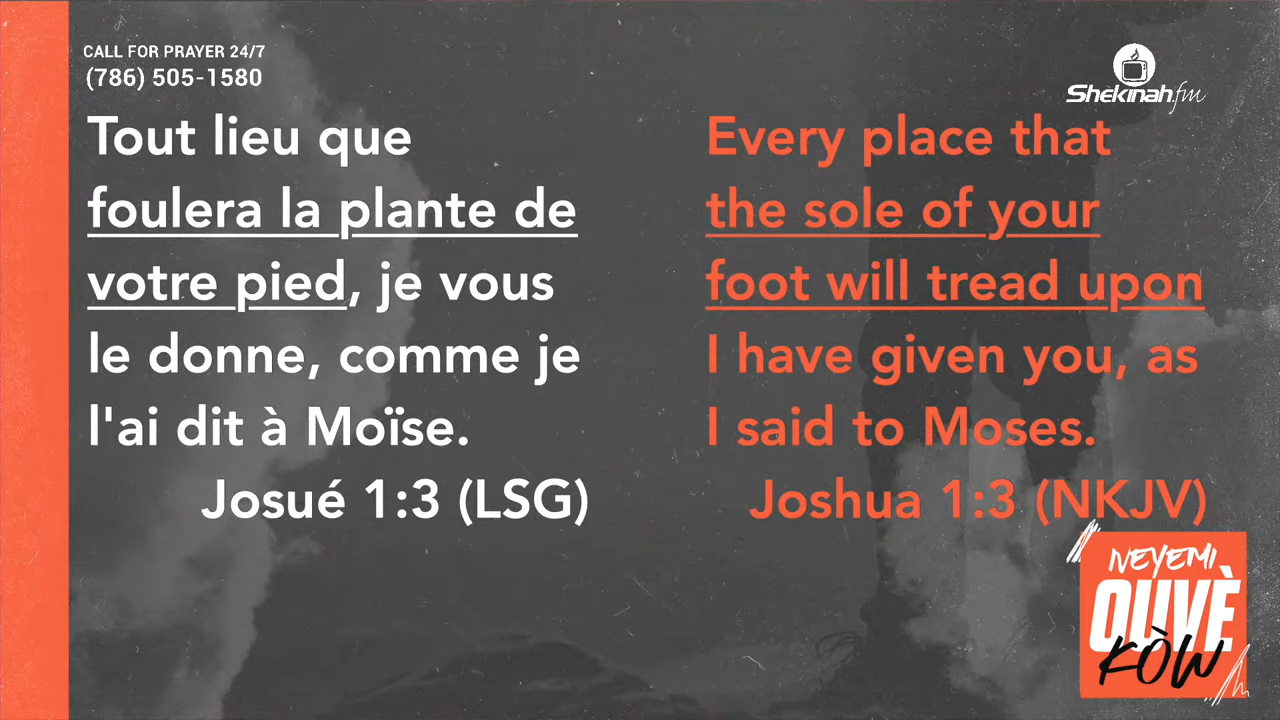 CALL FOR PRAYER 24/7
(786) 505-1580
Shekinah.fm
Tout lieu que
foulera la plante de
votre pied, je vous
le donne, comme je
l'ai dit à Moïse.
Josué 1:3 (LSG)
Every place that
the sole of your
foot will tread upon
I have given you, as
I said to Moses.
Joshua 1:3 (NKJV)
NEYEMI
OUVÈ
KÒW